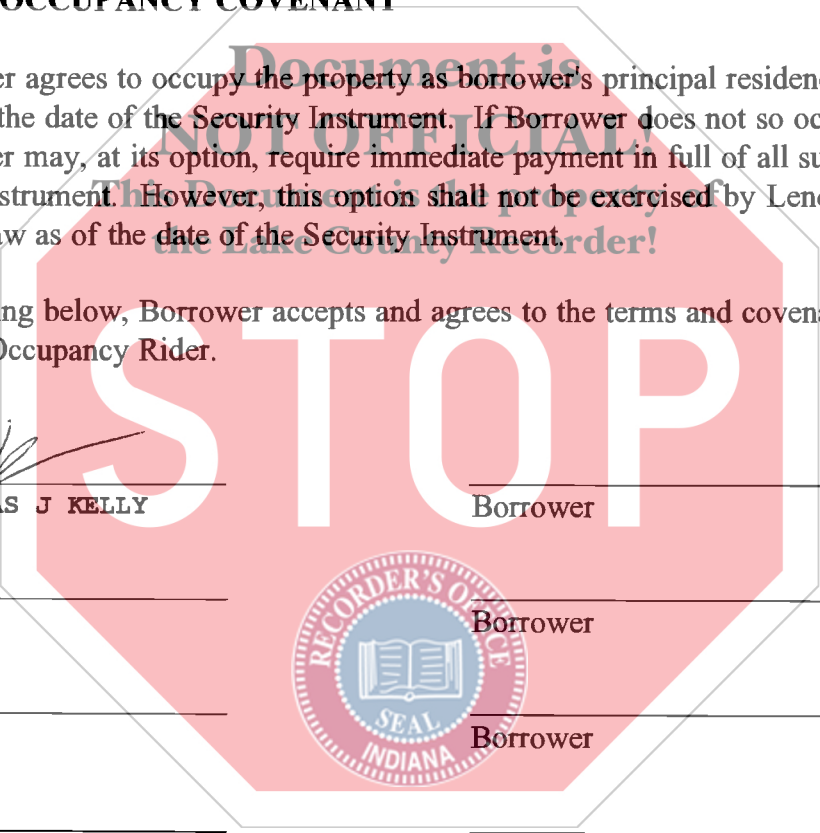 OCCUPANCY COVENANT
Document is
er agrees to occupy the property as borrower's principal residen
the date of the Security Instrument. If Borrower does not so oc
NOT OFFICIAL!
er may, at its option, require immediate payment in full of all su
strument. However, this option shall not be exercised by Lend
This Document is the property of
aw as of the date of the Security Instrument.
the Lake County Recorder!
ng below, Borrower accepts and agrees to the terms and covena
Occupancy Rider.
STOP
AS J KELLY
Borrower
RECORDER'S OFFICE
Borrower
SEAL
INDIANA
Borrower